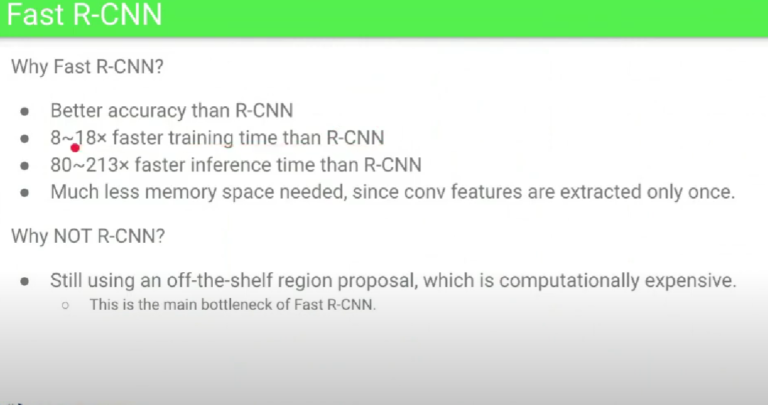 Fast R-CNN
Why Fast R-CNN?
● Better accuracy than R-CNN
● 8~18× faster training time than R-CNN
● 80~213× faster inference time than R-CNN
● Much less memory space needed, since conv features are extracted only once.
Why NOT R-CNN?
● Still using an off-the-shelf region proposal, which is computationally expensive.
○ This is the main bottleneck of Fast R-CNN.